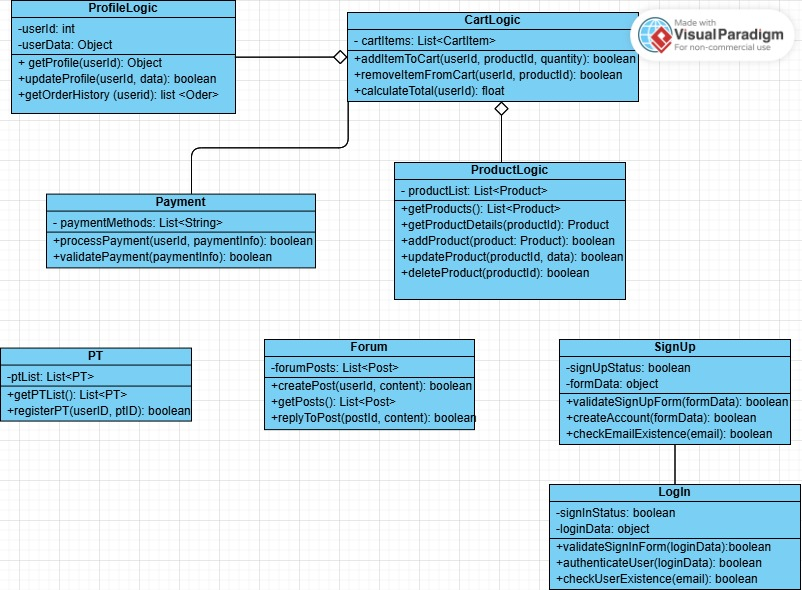 ProfileLogic
-userId: int
-userData: Object
+ getProfile(userId): Object
+updateProfile(userId, data): boolean
+getOrderHistory (userid): list <Oder>
CartLogic
- cartItems: List<CartItem>
+addItemToCart(userId, productId, quantity): boolean
+removeItemFromCart(userId, productId): boolean
+calculateTotal(userId): float
Made with
VisualParadigm
For non-commercial use
Payment
- paymentMethods: List<String>
+processPayment(userId, paymentInfo): boolean
+validatePayment(paymentInfo): boolean
ProductLogic
- productList: List<Product>
+getProducts(): List<Product>
+getProductDetails(productId): Product
+addProduct(product: Product): boolean
+updateProduct(productId, data): boolean
+deleteProduct(productId): boolean
PT
-ptList: List<PT>
+getPTList(): List<PT>
+registerPT(userID, ptID): boolean
Forum
-forumPosts: List<Post>
+createPost(userId, content): boolean
+getPosts(): List<Post>
+replyToPost(postId, content): boolean
SignUp
-signUpStatus: boolean
-formData: object
+validateSignUpForm(formData): boolean
+createAccount(formData): boolean
+checkEmailExistence(email): boolean
LogIn
-signInStatus: boolean
-loginData: object
+validateSignInForm(loginData):boolean
+authenticateUser(loginData): boolean
+checkUserExistence(email): boolean